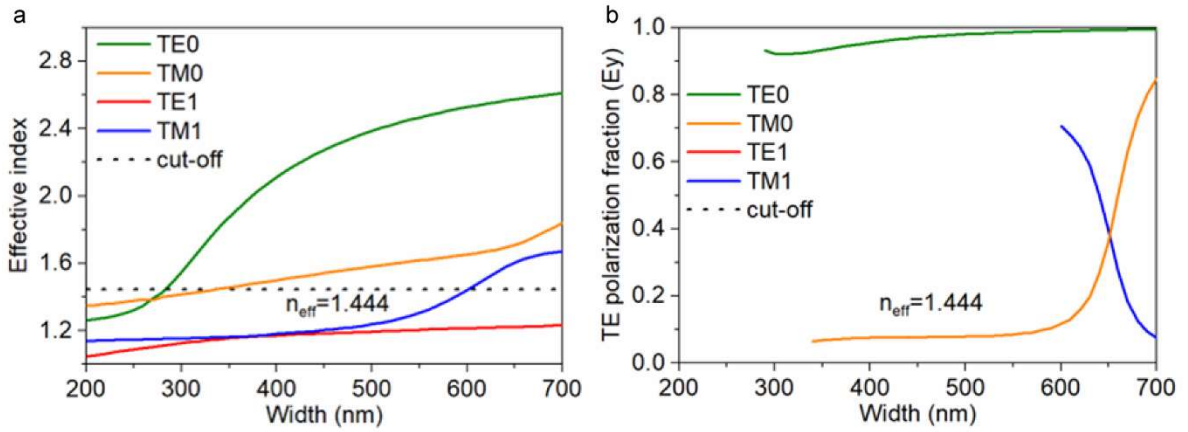 a
Effective index
2.8
2.4
2.0
1.6
1.2
TE0
TM0
TE1
TM1
cut-off
n_eff=1.444
200 300 400 500 600 700
Width (nm)
b
TE polarization fraction (Ey)
1.0
0.8
0.6
0.4
0.2
0.0
TE0
TM0
TE1
TM1
cut-off
n_eff=1.444
200 300 400 500 600 700
Width (nm)